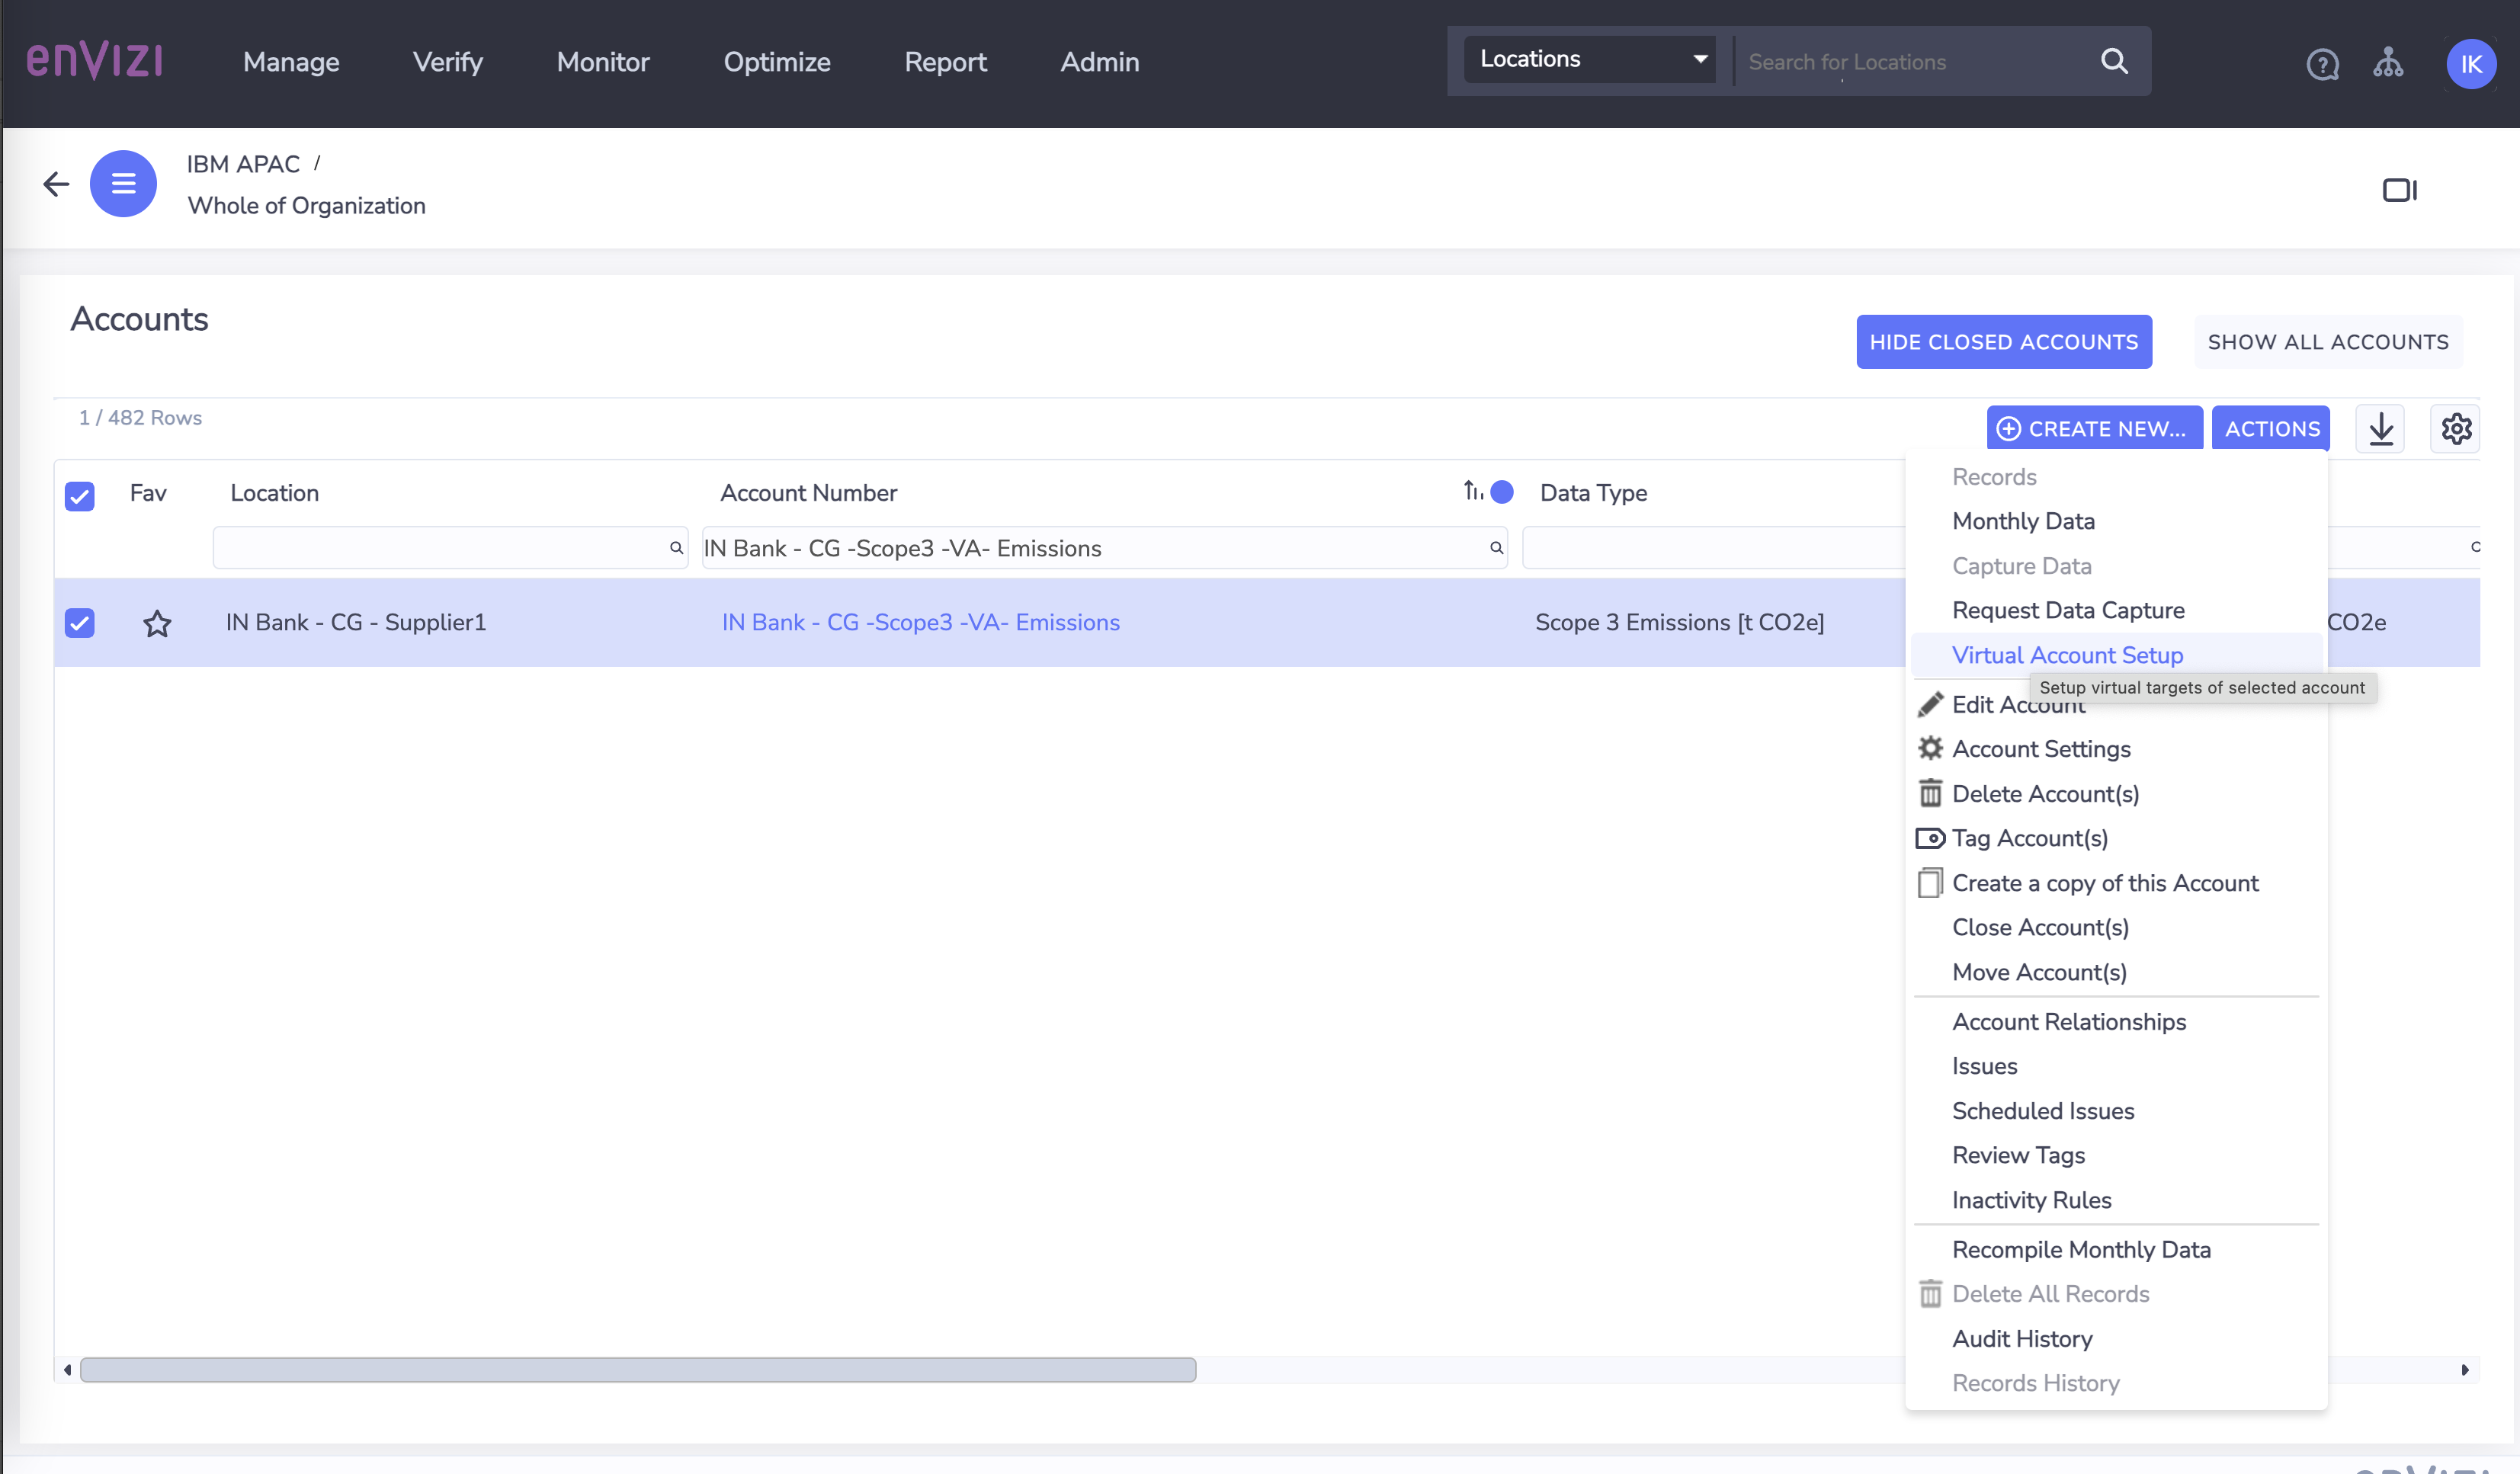 enVIZI
Manage Verify Monitor Optimize Report Admin
Locations
Search for Locations
IK
IBM APAC /
Whole of Organization
Accounts
HIDE CLOSED ACCOUNTS
SHOW ALL ACCOUNTS
1 / 482 Rows
CREATE NEW...
ACTIONS
Fav Location Account Number Data Type
IN Bank - CG -Scope3 -VA- Emissions
IN Bank - CG - Supplier1 IN Bank - CG -Scope3 -VA- Emissions Scope 3 Emissions [t CO2e] CO2e
Records
Monthly Data
Capture Data
Request Data Capture
Virtual Account Setup
Setup virtual targets of selected account
Edit Account
Account Settings
Delete Account(s)
Tag Account(s)
Create a copy of this Account
Close Account(s)
Move Account(s)
Account Relationships
Issues
Scheduled Issues
Review Tags
Inactivity Rules
Recompile Monthly Data
Delete All Records
Audit History
Records History